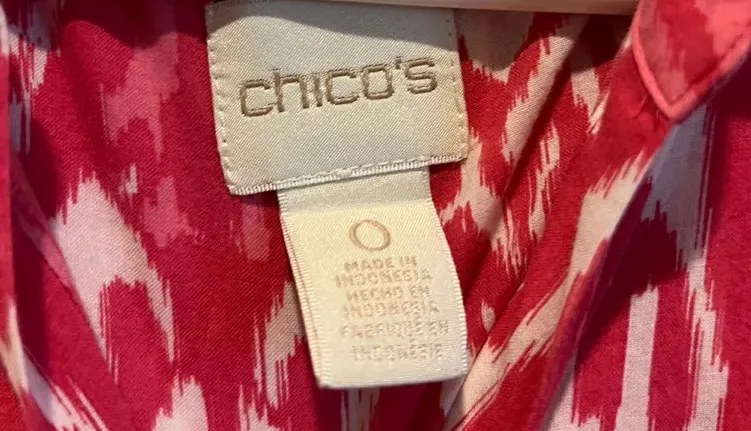 chico's
0
MADE IN
INDONESIA
HECHO EN
INDONESIA
FABRIQUÉ EN
INDONÉSIE